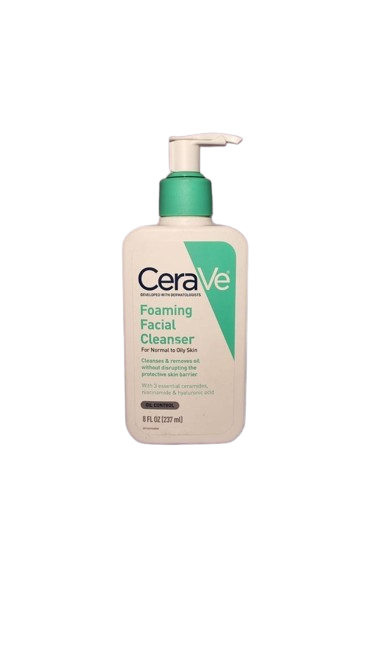 CeraVe®
DEVELOPED WITH DERMATOLOGISTS
Foaming
Facial
Cleanser
For Normal to Oily Skin
Cleanses & removes oil
without disrupting the
protective skin barrier
With 3 essential ceramides,
niacinamide & hyaluronic acid
OIL CONTROL
8 FL OZ (237 ml)